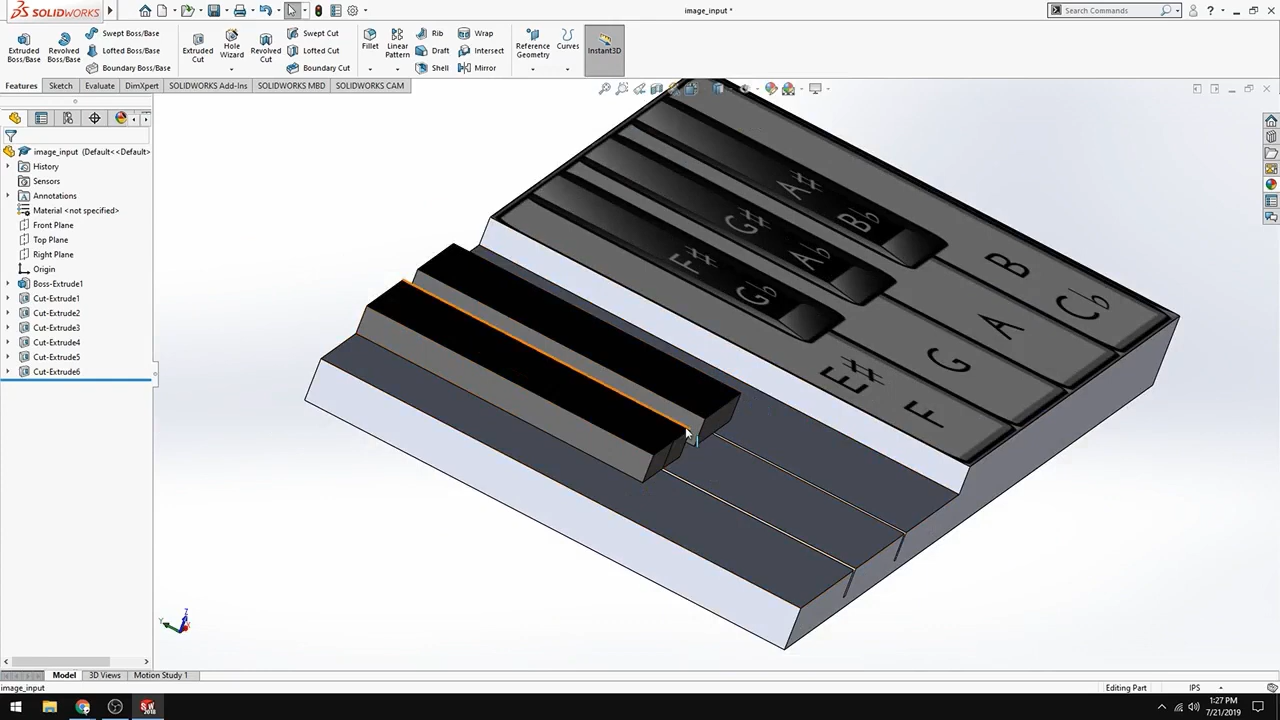 SOLIDWORKS
image_input *
Search Commands
Extruded Boss/Base
Revolved Boss/Base
Swept Boss/Base
Lofted Boss/Base
Boundary Boss/Base
Extruded Cut
Hole Wizard
Revolved Cut
Swept Cut
Lofted Cut
Boundary Cut
Fillet
Linear Pattern
Rib
Draft
Shell
Wrap
Intersect
Mirror
Reference Geometry
Curves
Instant3D
Features
Sketch
Evaluate
DimXpert
SOLIDWORKS Add-Ins
SOLIDWORKS MBD
SOLIDWORKS CAM
image_input (Default<<Default>
History
Sensors
Annotations
Material <not specified>
Front Plane
Top Plane
Right Plane
Origin
Boss-Extrude1
Cut-Extrude1
Cut-Extrude2
Cut-Extrude3
Cut-Extrude4
Cut-Extrude5
Cut-Extrude6
A# B♭
G# A♭
F# G♭
B C♭
A
G
E# F
Z
Y
Model
3D Views
Motion Study 1
image_input
Editing Part
IPS
SW
2018
1:27 PM
7/21/2019